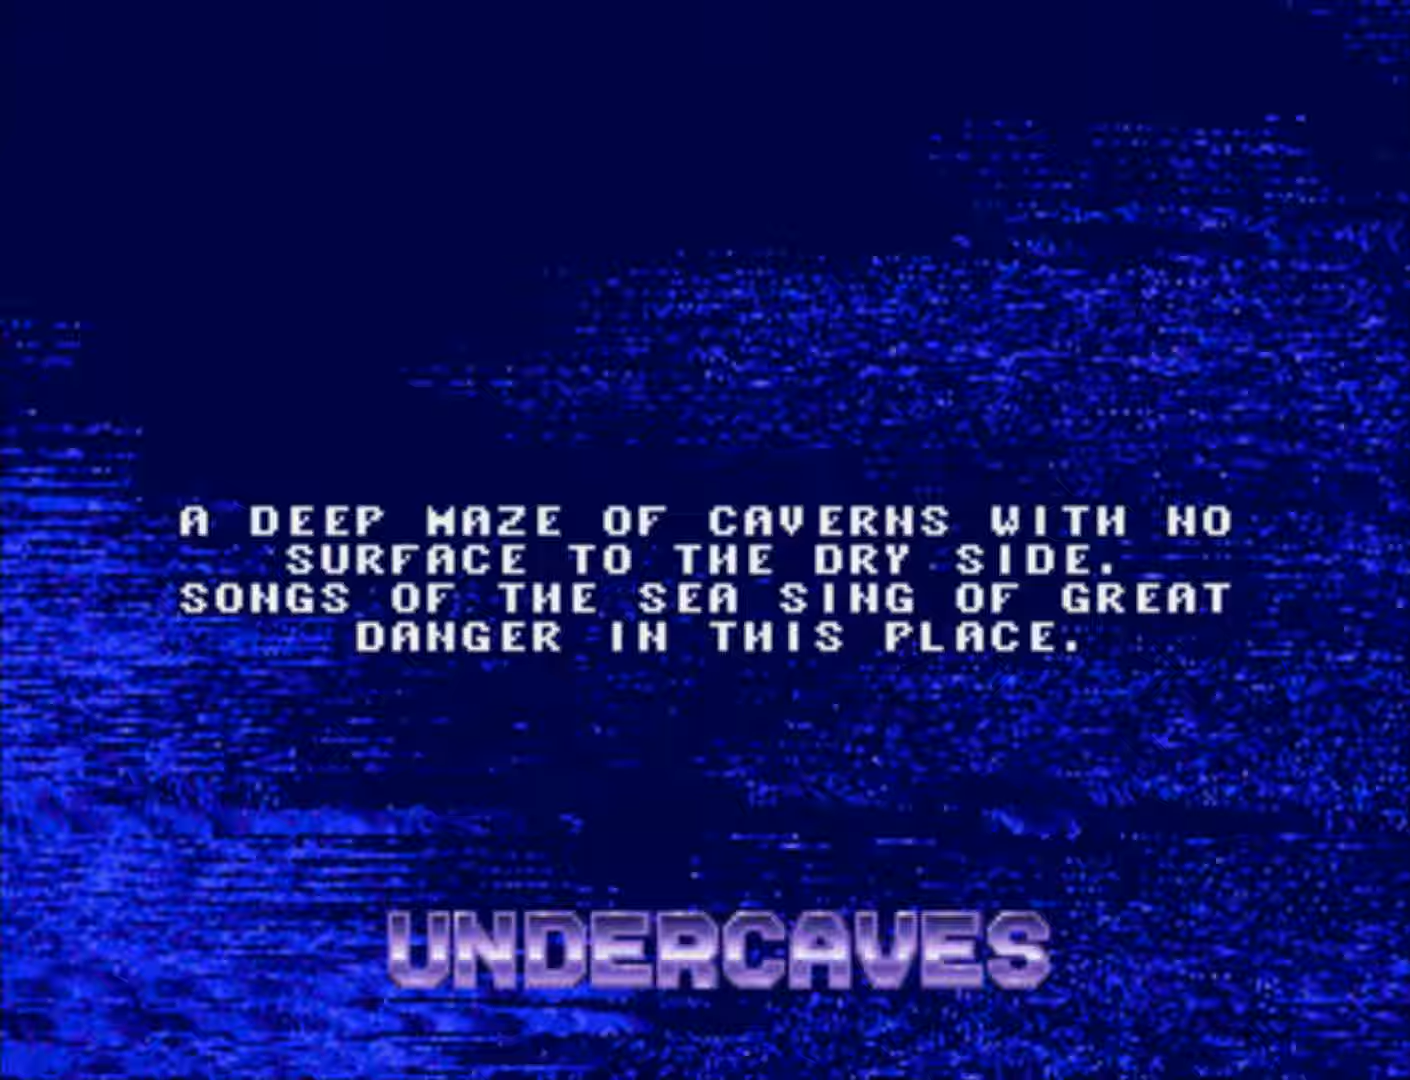 A DEEP MAZE OF CAVERNS WITH NO
SURFACE TO THE DRY SIDE.
SONGS OF THE SEA SING OF GREAT
DANGER IN THIS PLACE.
UNDERCAVES